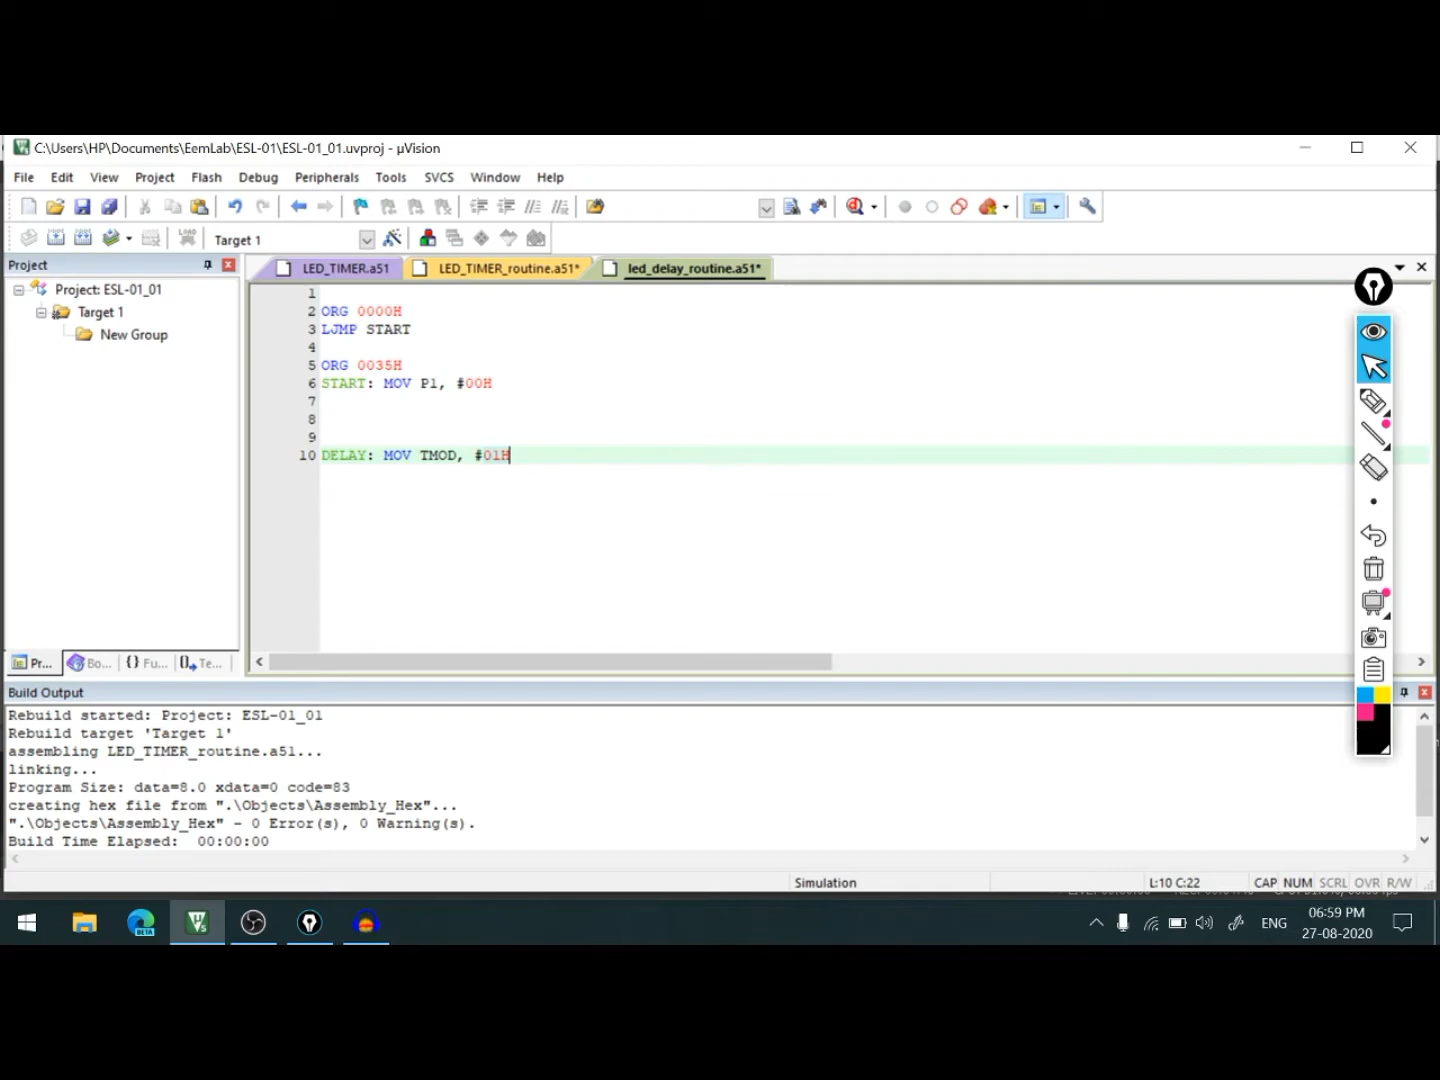 C:\Users\HP\Documents\EemLab\ESL-01\ESL-01_01.uvproj - µVision
File Edit View Project Flash Debug Peripherals Tools SVCS Window Help
LOAD
Target 1
Project
LED_TIMER.a51
LED_TIMER_routine.a51*
led_delay_routine.a51*
Project: ESL-01_01
Target 1
New Group
1
2 ORG 0000H
3 LJMP START
4
5 ORG 0035H
6 START: MOV P1, #00H
7
8
9
10 DELAY: MOV TMOD, #01H
Pr... Bo... {} Fu... Te...
Build Output
Rebuild started: Project: ESL-01_01
Rebuild target 'Target 1'
assembling LED_TIMER_routine.a51...
linking...
Program Size: data=8.0 xdata=0 code=83
creating hex file from ".\Objects\Assembly_Hex"...
".\Objects\Assembly_Hex" - 0 Error(s), 0 Warning(s).
Build Time Elapsed:  00:00:00
Simulation
L:10 C:22
CAP NUM SCRL OVR R/W
BETA
ENG
06:59 PM
27-08-2020